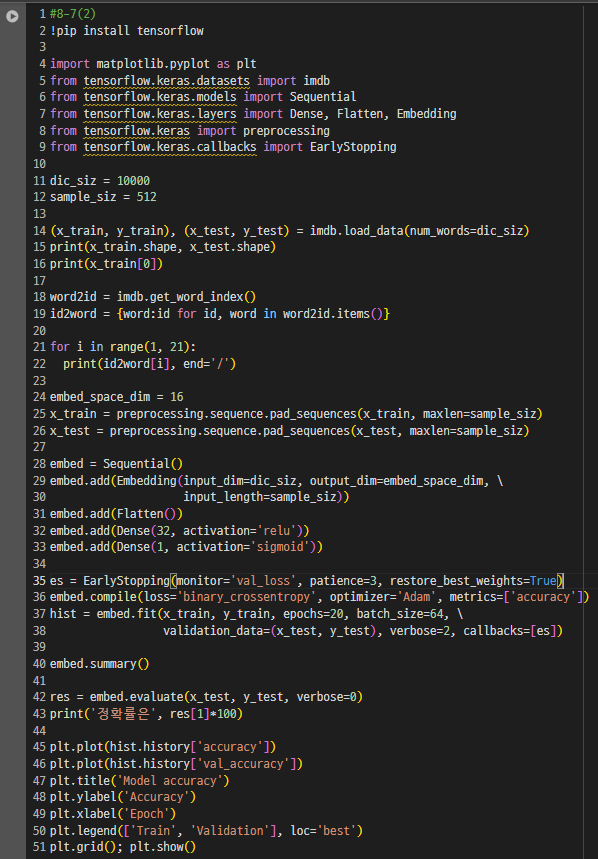 1 #8-7(2)
2 !pip install tensorflow
3
4 import matplotlib.pyplot as plt
5 from tensorflow.keras.datasets import imdb
6 from tensorflow.keras.models import Sequential
7 from tensorflow.keras.layers import Dense, Flatten, Embedding
8 from tensorflow.keras import preprocessing
9 from tensorflow.keras.callbacks import EarlyStopping
10
11 dic_siz = 10000
12 sample_siz = 512
13
14 (x_train, y_train), (x_test, y_test) = imdb.load_data(num_words=dic_siz)
15 print(x_train.shape, x_test.shape)
16 print(x_train[0])
17
18 word2id = imdb.get_word_index()
19 id2word = {word:id for id, word in word2id.items()}
20
21 for i in range(1, 21):
22   print(id2word[i], end='/')
23
24 embed_space_dim = 16
25 x_train = preprocessing.sequence.pad_sequences(x_train, maxlen=sample_siz)
26 x_test = preprocessing.sequence.pad_sequences(x_test, maxlen=sample_siz)
27
28 embed = Sequential()
29 embed.add(Embedding(input_dim=dic_siz, output_dim=embed_space_dim, \
30                     input_length=sample_siz))
31 embed.add(Flatten())
32 embed.add(Dense(32, activation='relu'))
33 embed.add(Dense(1, activation='sigmoid'))
34
35 es = EarlyStopping(monitor='val_loss', patience=3, restore_best_weights=True)
36 embed.compile(loss='binary_crossentropy', optimizer='Adam', metrics=['accuracy'])
37 hist = embed.fit(x_train, y_train, epochs=20, batch_size=64, \
38                  validation_data=(x_test, y_test), verbose=2, callbacks=[es])
39
40 embed.summary()
41
42 res = embed.evaluate(x_test, y_test, verbose=0)
43 print('정확률은', res[1]*100)
44
45 plt.plot(hist.history['accuracy'])
46 plt.plot(hist.history['val_accuracy'])
47 plt.title('Model accuracy')
48 plt.ylabel('Accuracy')
49 plt.xlabel('Epoch')
50 plt.legend(['Train', 'Validation'], loc='best')
51 plt.grid(); plt.show()